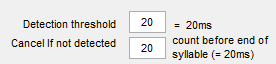 Detection threshold 20 = 20ms
Cancel If not detected 20 count before end of
syllable (= 20ms)